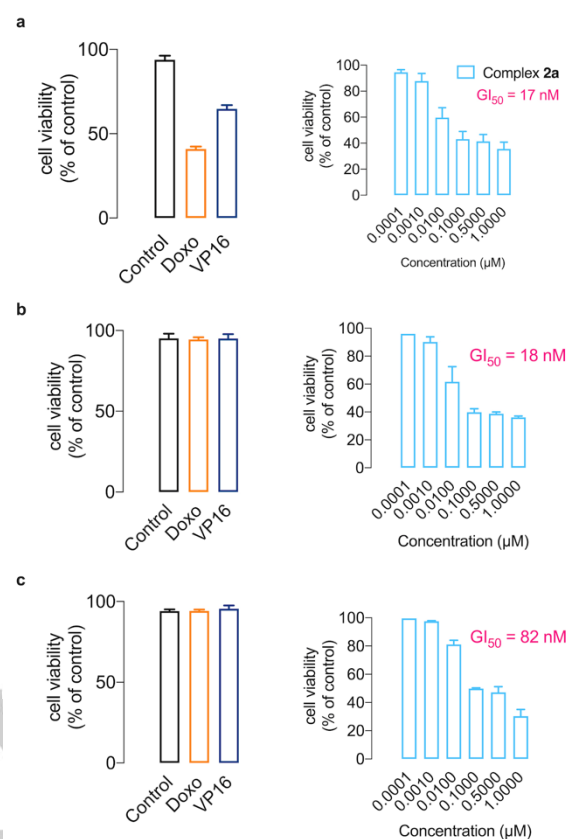 a
cell viability
(% of control)
100
50
0
Control
Doxo
VP16
cell viability
(% of control)
100
80
60
40
20
0
Complex 2a
GI50 = 17 nM
0.0001
0.0010
0.0100
0.1000
0.5000
1.0000
Concentration (µM)
b
cell viability
(% of control)
100
50
0
Control
Doxo
VP16
cell viability
(% of control)
100
80
60
40
20
0
GI50 = 18 nM
0.0001
0.0010
0.0100
0.1000
0.5000
1.0000
Concentration (µM)
c
cell viability
(% of control)
100
50
0
Control
Doxo
VP16
cell viability
(% of control)
100
80
60
40
20
0
GI50 = 82 nM
0.0001
0.0010
0.0100
0.1000
0.5000
1.0000
Concentration (µM)